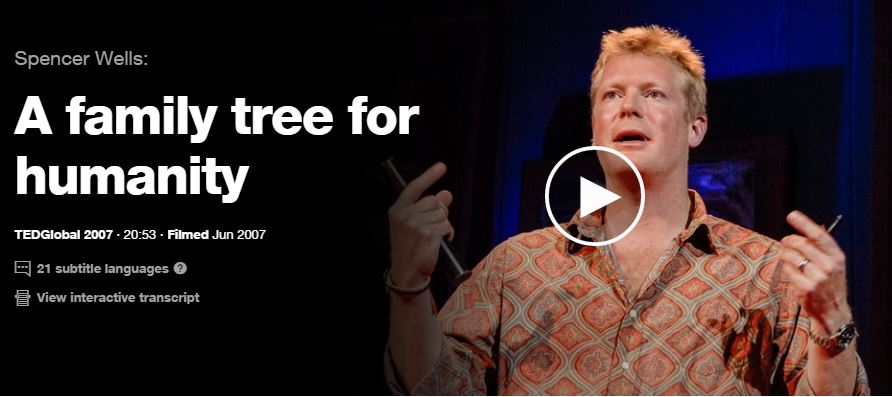 Spencer Wells:
A family tree for
humanity
TEDGlobal 2007 · 20:53 · Filmed Jun 2007
21 subtitle languages ?
View interactive transcript